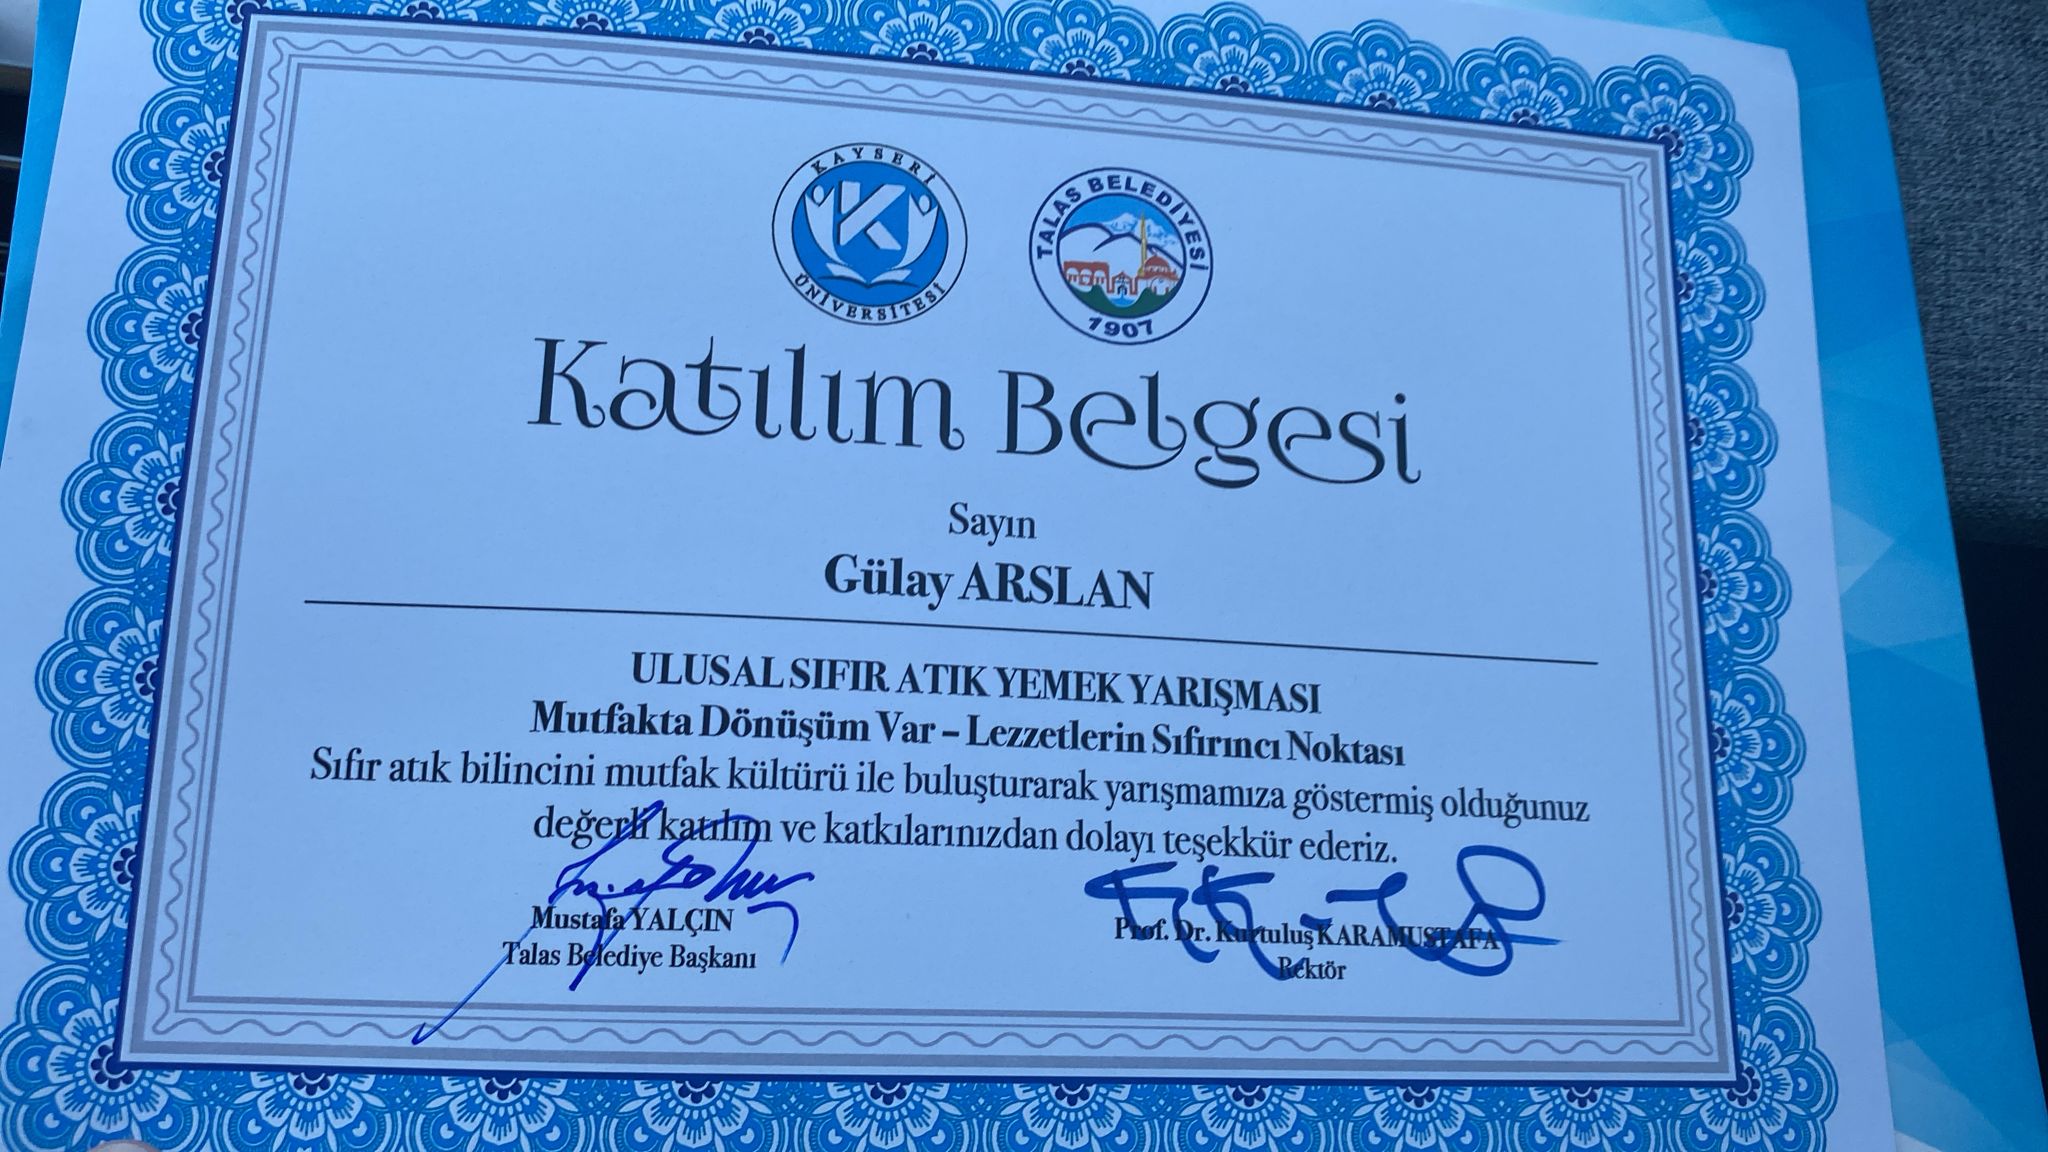 KAYSERİ ÜNİVERSİTESİ
TALAS BELEDİYESİ
1907
Katılım Belgesi
Sayın
Gülay ARSLAN
ULUSAL SIFIR ATIK YEMEK YARIŞMASI
Mutfakta Dönüşüm Var – Lezzetlerin Sıfırıncı Noktası
Sıfır atık bilincini mutfak kültürü ile buluşturarak yarışmamıza göstermiş olduğunuz
değerli katılım ve katkılarınızdan dolayı teşekkür ederiz.
Mustafa YALÇIN
Talas Belediye Başkanı
Prof. Dr. Kurtuluş KARAMUSTAFA
Rektör